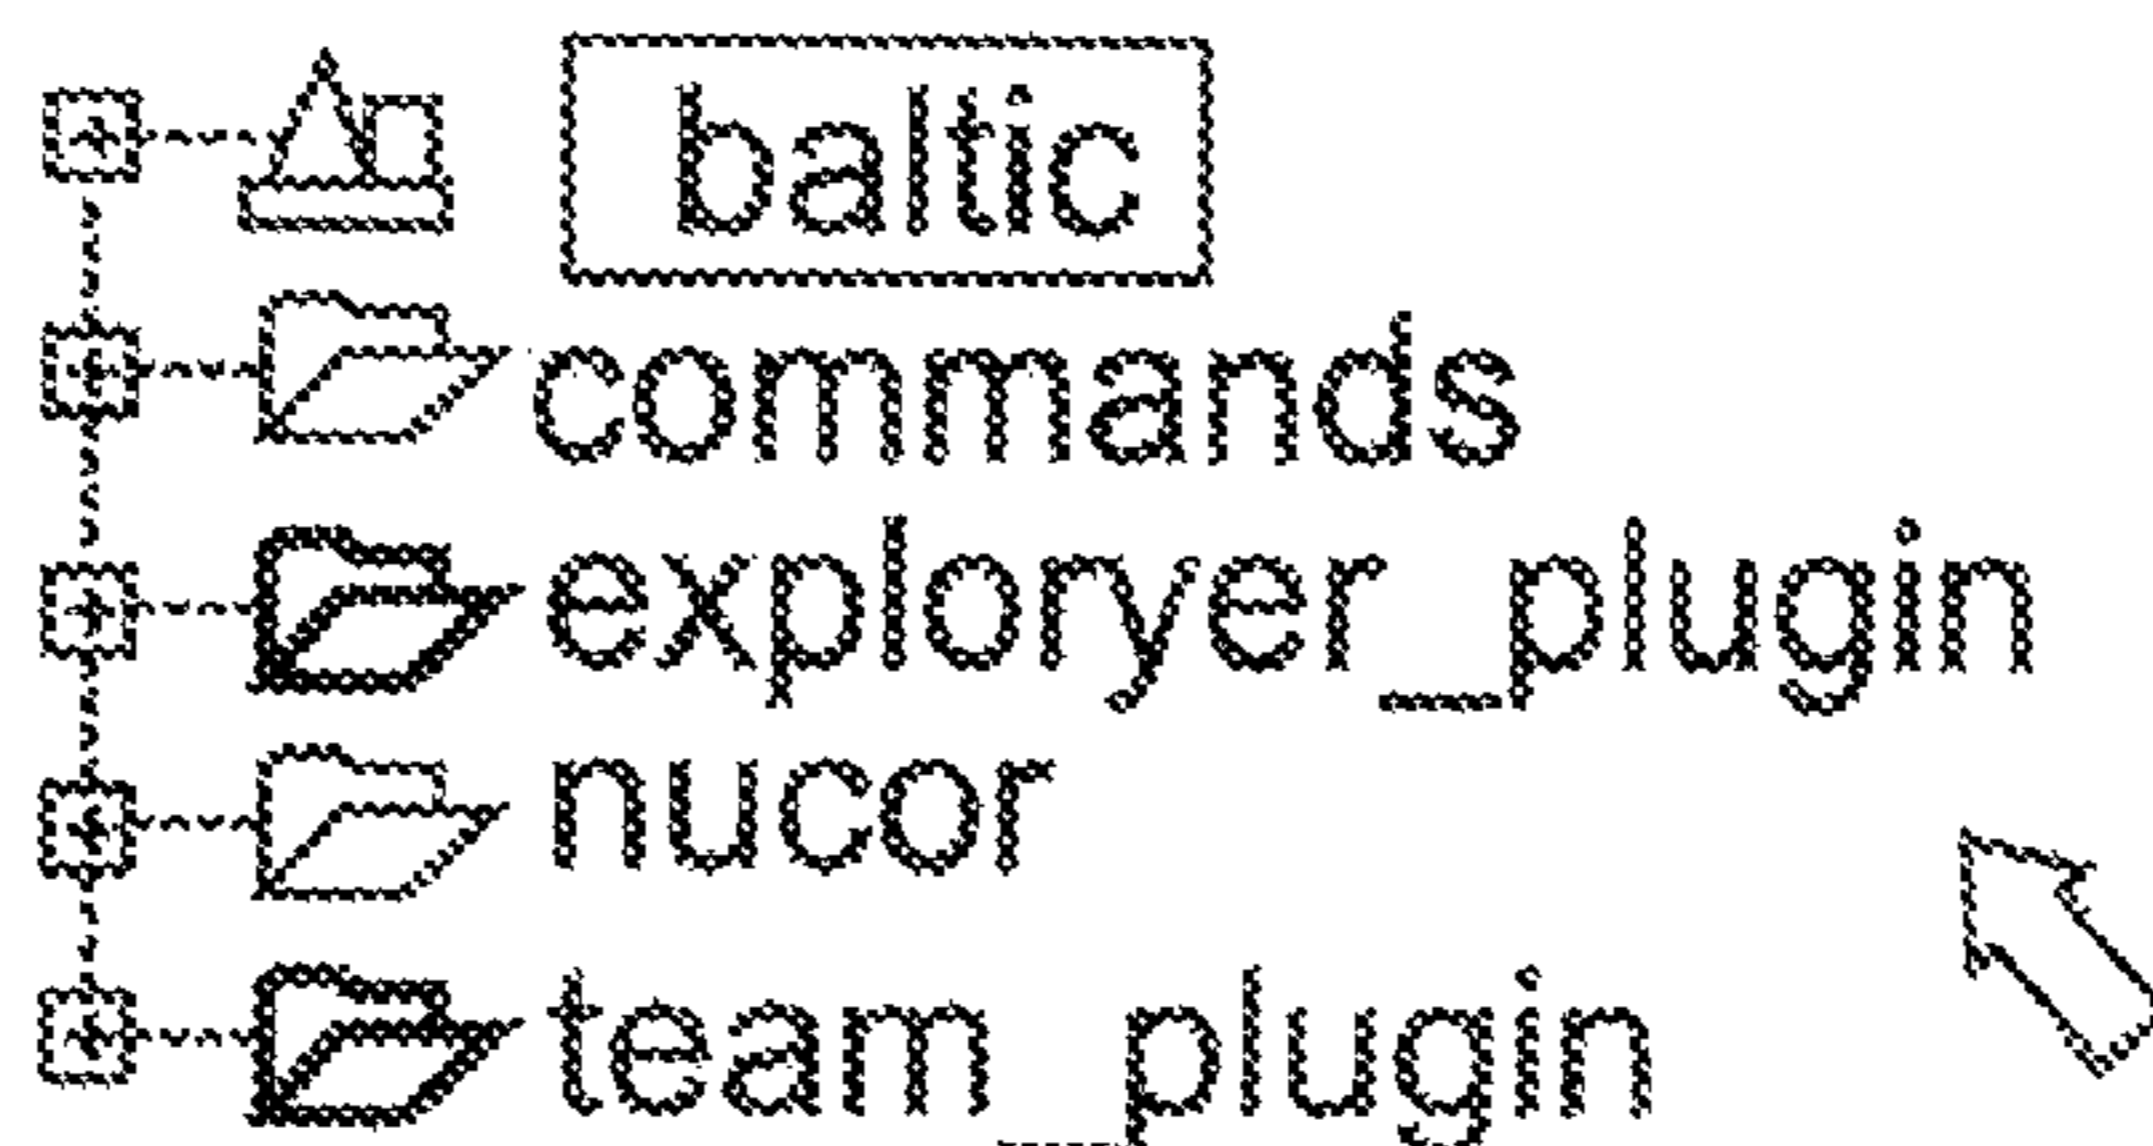 baltic
commands
exploryer_plugin
nucor
team_plugin